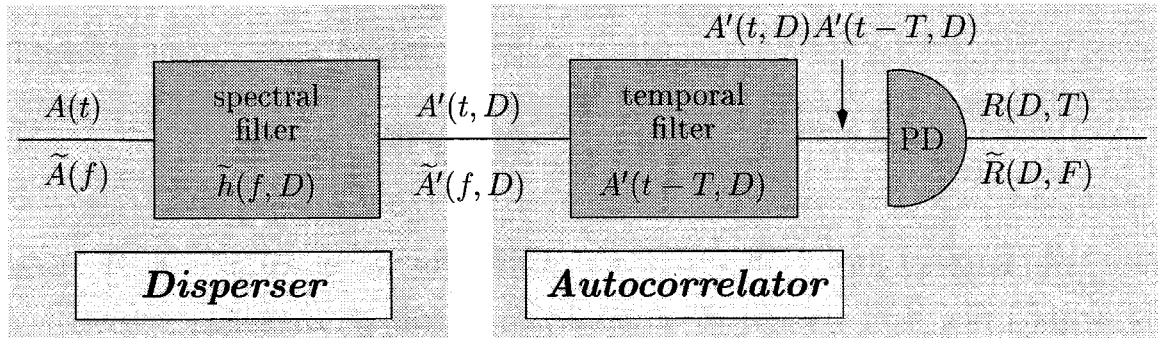 A′(t, D)A′(t − T, D)
A(t)
Ã(f)
spectral
filter
h̃(f, D)
A′(t, D)
Ã′(f, D)
temporal
filter
A′(t − T, D)
PD
R(D, T)
R̃(D, F)
Disperser
Autocorrelator